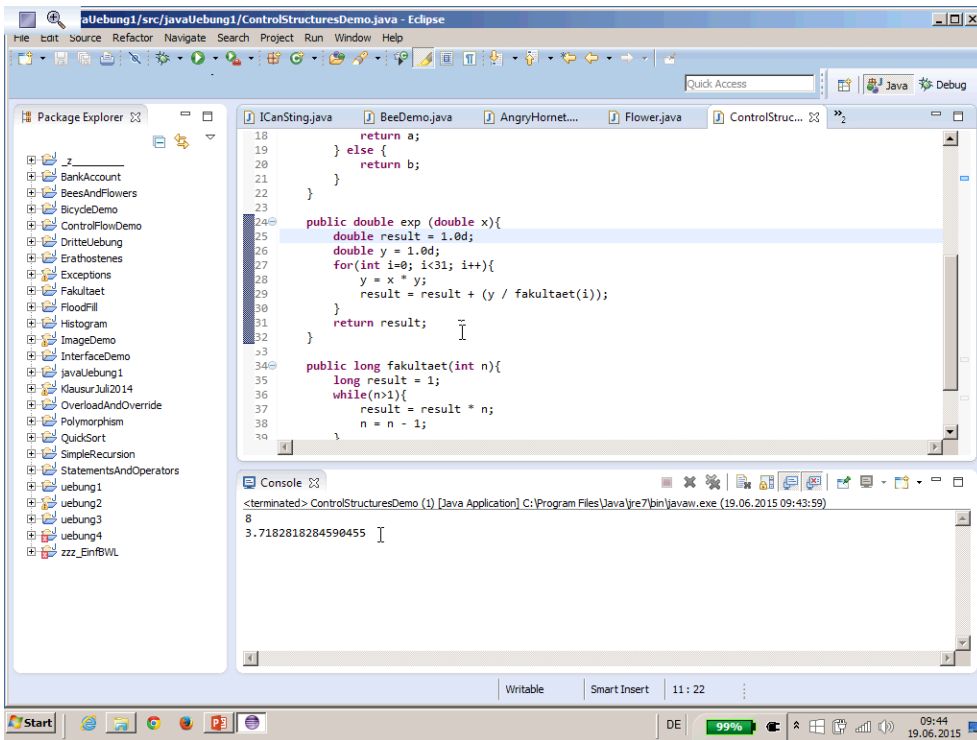 aUebung1/src/javaUebung1/ControlStructuresDemo.java - Eclipse
File Edit Source Refactor Navigate Search Project Run Window Help
Quick Access
Java
Debug
Package Explorer
_z_________
BankAccount
BeesAndFlowers
BicycleDemo
ControlFlowDemo
DritteUebung
Erathostenes
Exceptions
Fakultaet
FloodFill
Histogram
ImageDemo
InterfaceDemo
javaUebung1
KlausurJuli2014
OverloadAndOverride
Polymorphism
QuickSort
SimpleRecursion
StatementsAndOperators
uebung1
uebung2
uebung3
uebung4
zzz_EinfBWL
ICanSting.java BeeDemo.java AngryHornet.... Flower.java ControlStruc... »2
18 return a;
19 } else {
20 return b;
21 }
22 }
23
24 public double exp (double x){
25 double result = 1.0d;
26 double y = 1.0d;
27 for(int i=0; i<31; i++){
28 y = x * y;
29 result = result + (y / fakultaet(i));
30 }
31 return result;
32 }
33
34 public long fakultaet(int n){
35 long result = 1;
36 while(n>1){
37 result = result * n;
38 n = n - 1;
39 }
Console
<terminated> ControlStructuresDemo (1) [Java Application] C:\Program Files\Java\jre7\bin\javaw.exe (19.06.2015 09:43:59)
8
3.7182818284590455
Writable Smart Insert 11 : 22
Start
DE
99%
09:44
19.06.2015